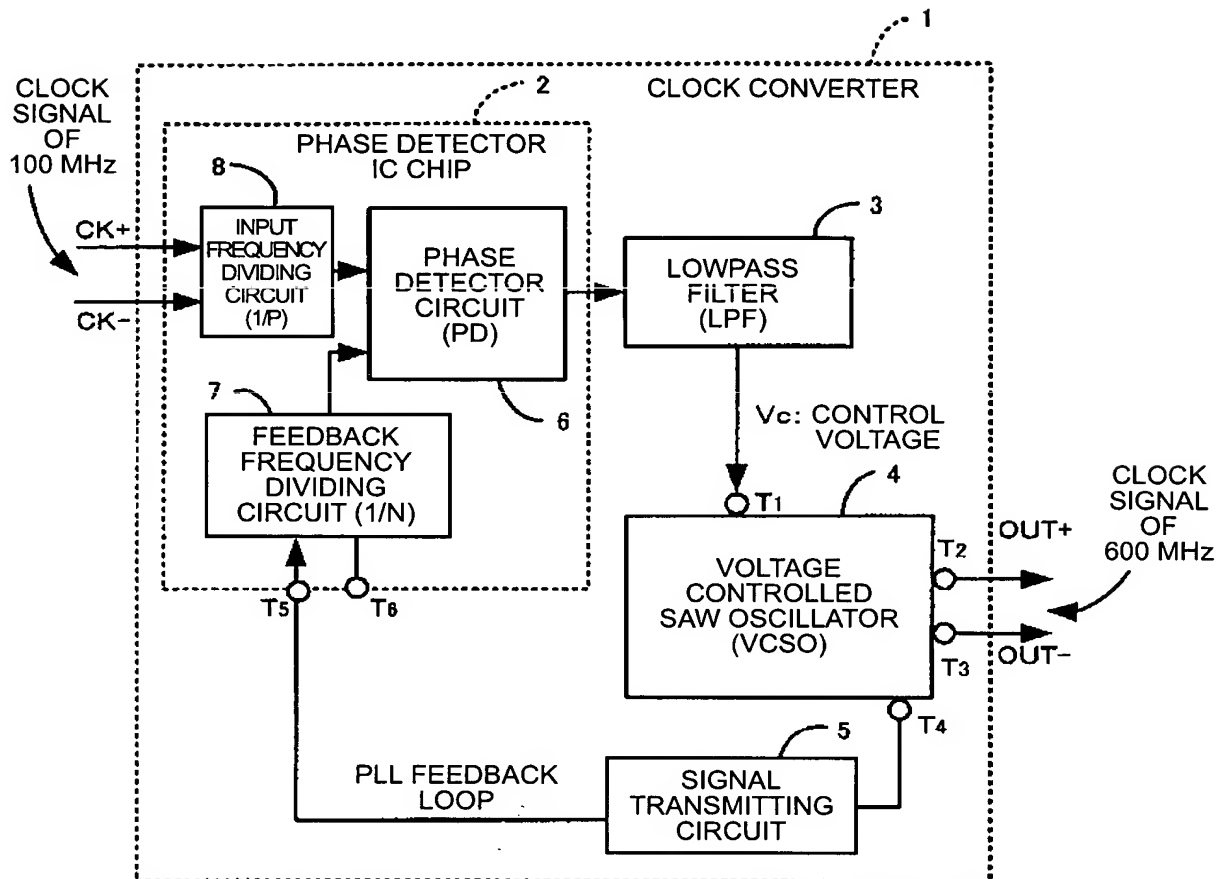 1
CLOCK CONVERTER
CLOCK
SIGNAL
OF
100 MHz
2
PHASE DETECTOR
IC CHIP
8
CK+
CK-
INPUT
FREQUENCY
DIVIDING
CIRCUIT
(1/P)
PHASE
DETECTOR
CIRCUIT
(PD)
6
3
LOWPASS
FILTER
(LPF)
7
FEEDBACK
FREQUENCY
DIVIDING
CIRCUIT (1/N)
T5
T6
Vc: CONTROL
VOLTAGE
T1
4
VOLTAGE
CONTROLLED
SAW OSCILLATOR
(VCSO)
T2
OUT+
T3
OUT-
CLOCK
SIGNAL
OF
600 MHz
T4
5
SIGNAL
TRANSMITTING
CIRCUIT
PLL FEEDBACK
LOOP